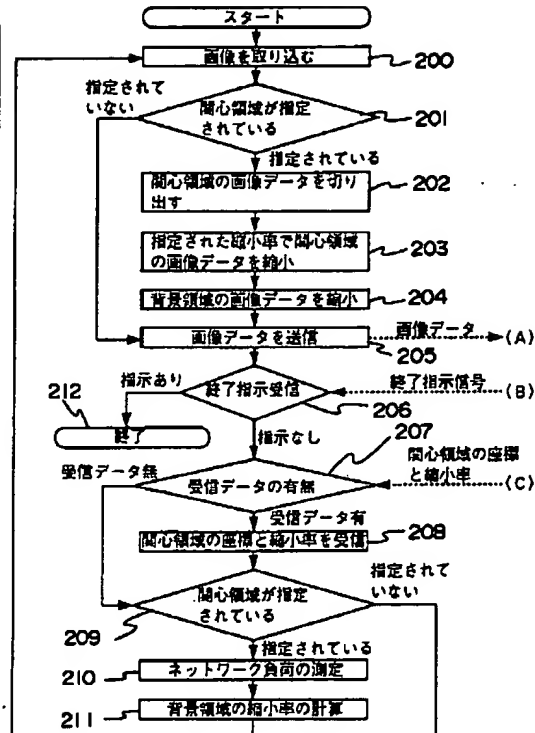 スタート
画像を取り込む
200
指定されて
いない
関心領域が指定
されている
201
指定されている
関心領域の画像データを切り
出す
202
指定された縮小率で関心領域
の画像データを縮小
203
背景領域の画像データを縮小
204
画像データを送信
205
画像データ
(A)
指示あり
終了指示受信
206
終了指示信号
(B)
212
終了
指示なし
207
受信データ無
受信データの有無
関心領域の座標
と縮小率
(C)
受信データ有
関心領域の座標と縮小率を受信
208
関心領域が指定
されている
指定されて
いない
209
指定されている
210
ネットワーク負荷の測定
211
背景領域の縮小率の計算